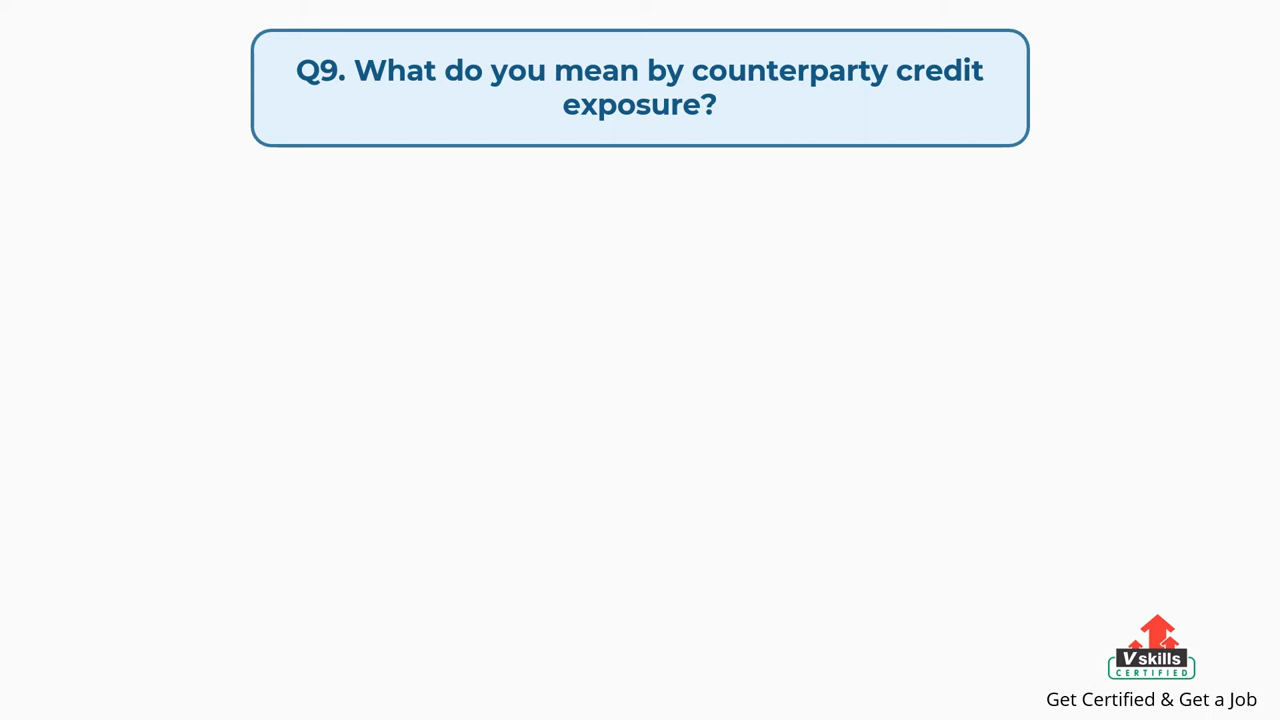 Q9. What do you mean by counterparty credit
exposure?
Vskills
CERTIFIED
Get Certified & Get a Job